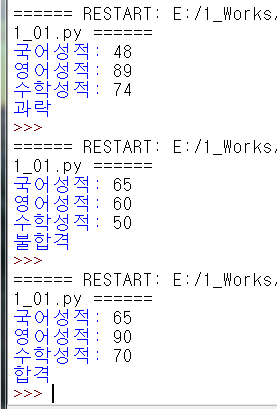 ====== RESTART: E:/1_Works,
1_01.py ======
국어성적: 48
영어성적: 89
수학성적: 74
과락
>>>
====== RESTART: E:/1_Works,
1_01.py ======
국어성적: 65
영어성적: 60
수학성적: 50
불합격
>>>
====== RESTART: E:/1_Works,
1_01.py ======
국어성적: 65
영어성적: 90
수학성적: 70
합격
>>>